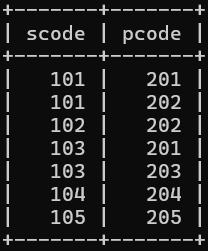 +-------+-------+
| scode | pcode |
+-------+-------+
|   101 |   201 |
|   101 |   202 |
|   102 |   202 |
|   103 |   201 |
|   103 |   203 |
|   104 |   204 |
|   105 |   205 |
+-------+-------+